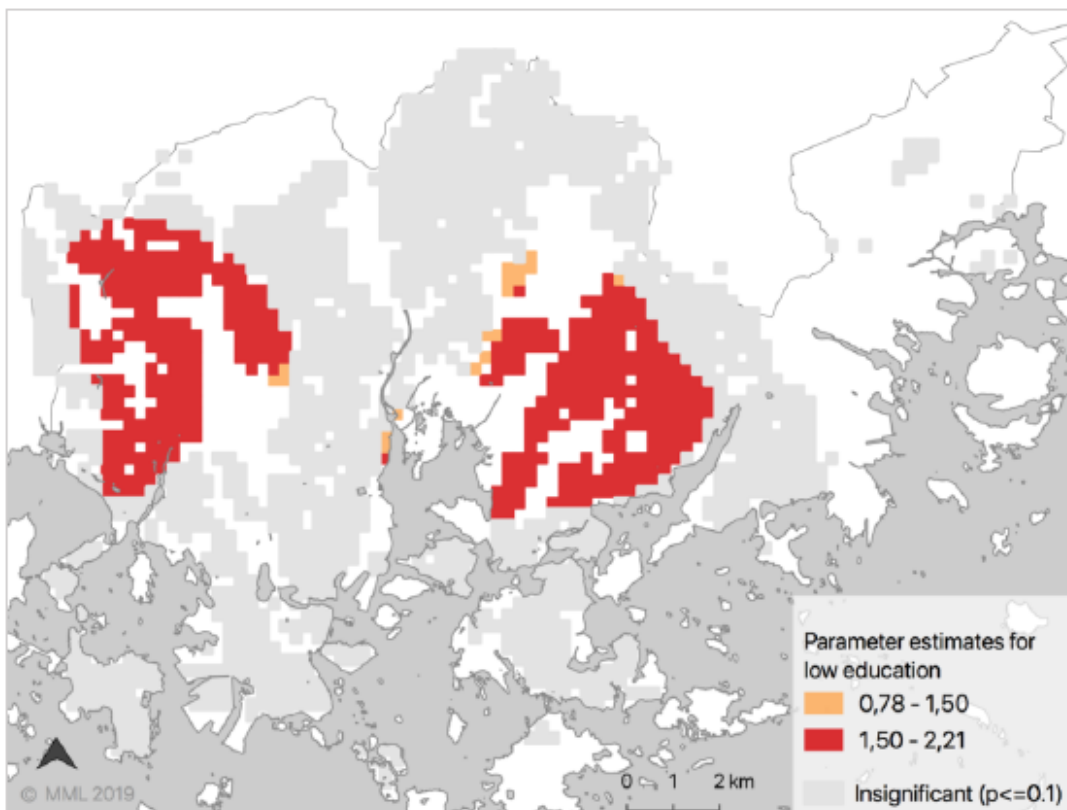 Parameter estimates for
low education
0,78 - 1,50
1,50 - 2,21
0 1 2 km
Insignificant (p<=0.1)
© MML 2019